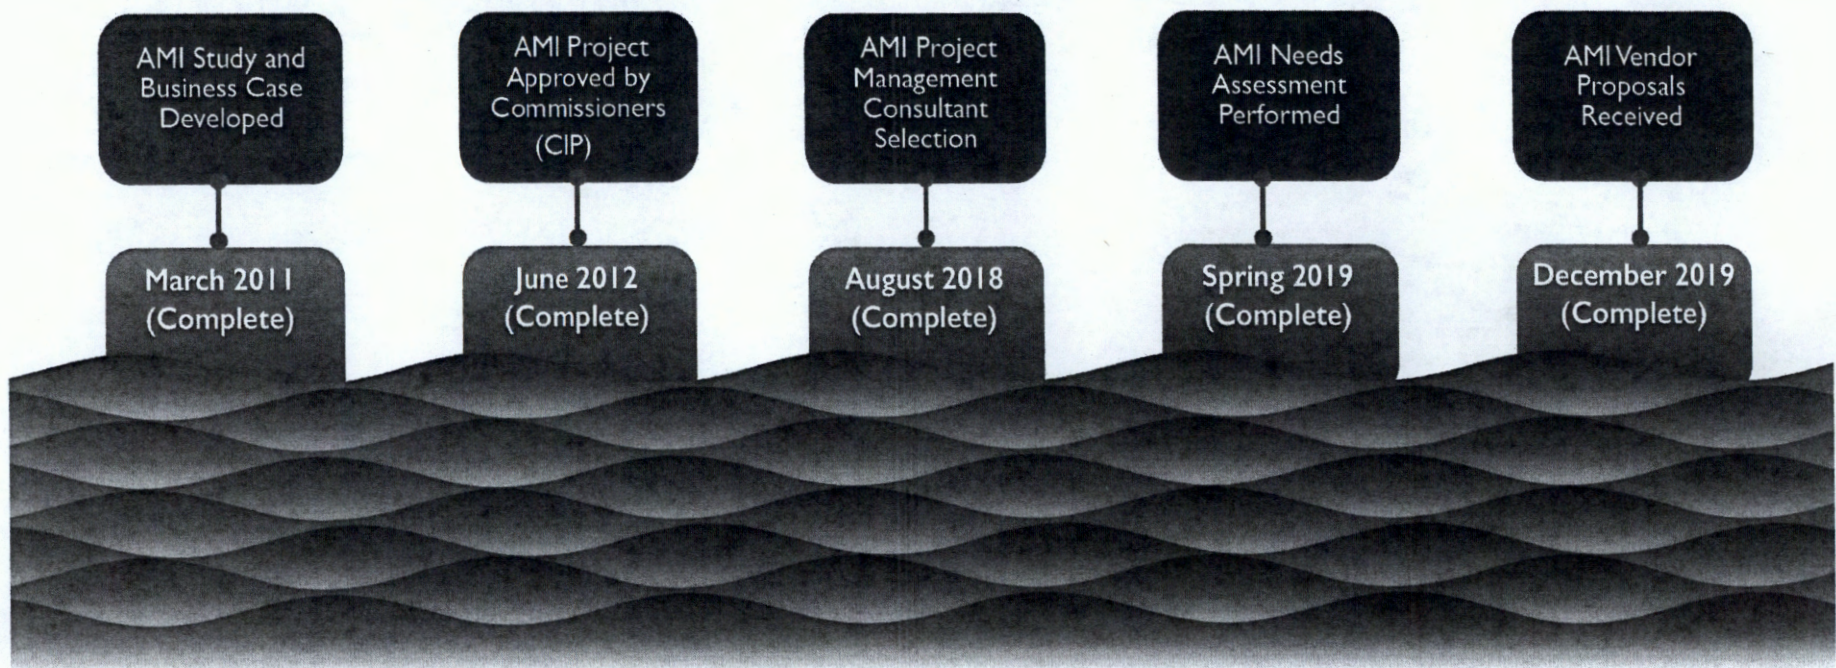 AMI Study and
Business Case
Developed
AMI Project
Approved by
Commissioners
(CIP)
AMI Project
Management
Consultant
Selection
AMI Needs
Assessment
Performed
AMI Vendor
Proposals
Received
March 2011
(Complete)
June 2012
(Complete)
August 2018
(Complete)
Spring 2019
(Complete)
December 2019
(Complete)